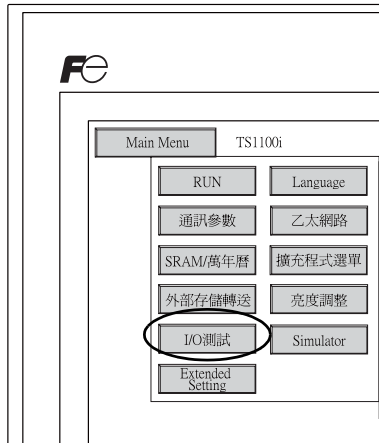 Fe
Main Menu TS1100i
RUN Language
通訊參數 乙太網路
SRAM/萬年曆 擴充程式選單
外部存儲轉送 亮度調整
I/O測試 Simulator
Extended
Setting